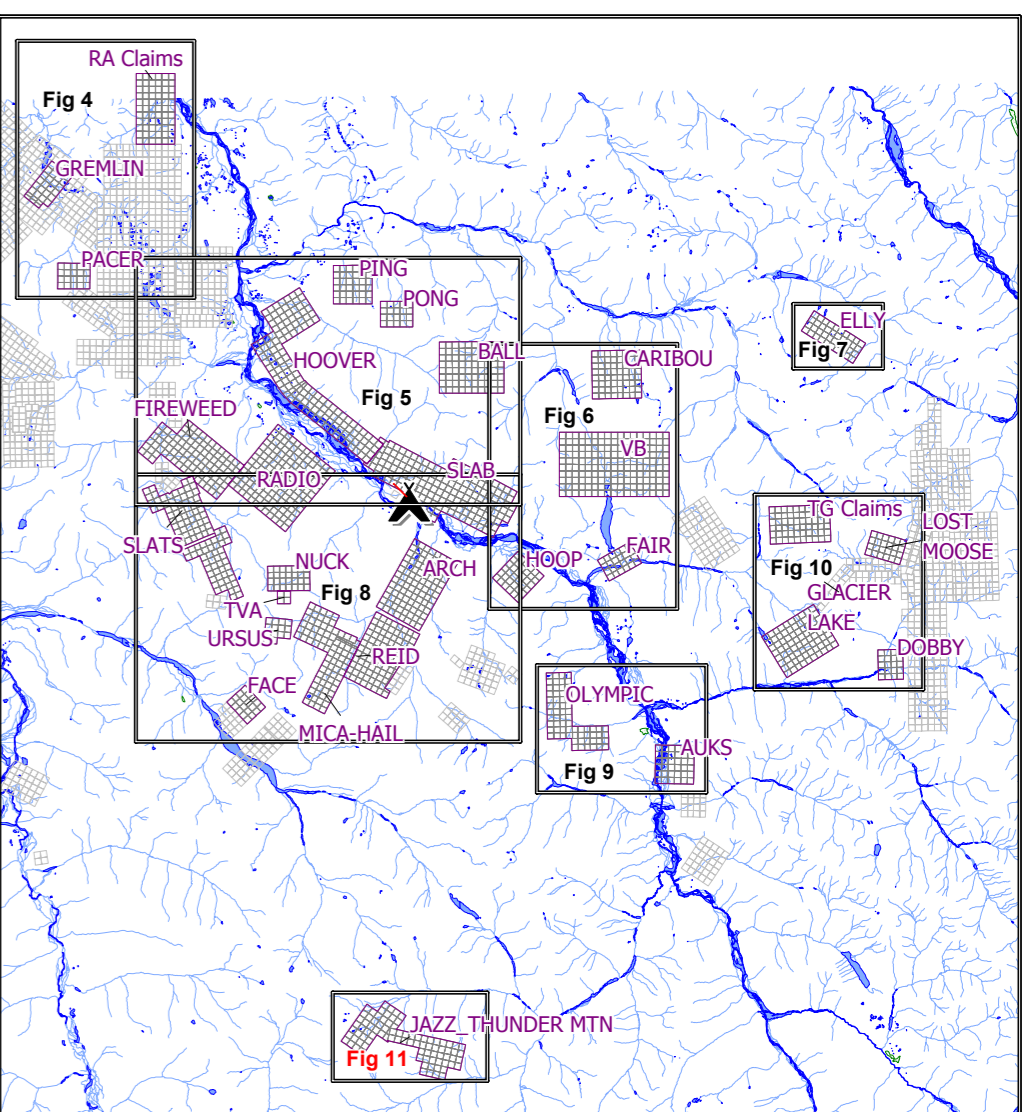 RA Claims
Fig 4
GREMLIN
PACER
PING
PONG
ELLY
Fig 7
HOOVER
BALL
CARIBOU
Fig 5
FIREWEED
Fig 6
VB
RADIO
SLAB
TG Claims
LOST
MOOSE
SLATS
NUCK
Fig 8
ARCH
HOOP
FAIR
Fig 10
GLACIER
LAKE
TVA
URSUS
REID
DOBBY
FACE
OLYMPIC
MICA-HAIL
AUKS
Fig 9
JAZZ_THUNDER MTN
Fig 11